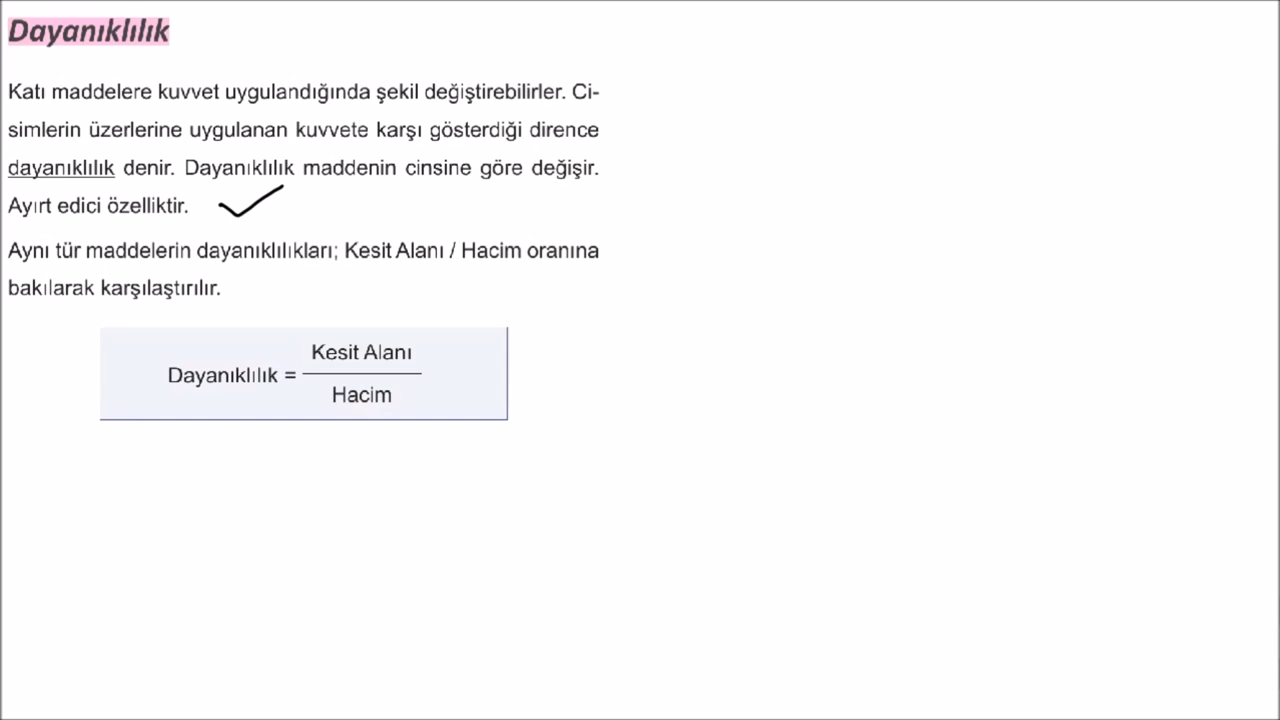 Dayanıklılık
Katı maddelere kuvvet uygulandığında şekil değiştirebilirler. Ci-
simlerin üzerlerine uygulanan kuvvete karşı gösterdiği dirence
dayanıklılık denir. Dayanıklılık maddenin cinsine göre değişir.
Ayırt edici özelliktir.
Aynı tür maddelerin dayanıklılıkları; Kesit Alanı / Hacim oranına
bakılarak karşılaştırılır.
Kesit Alanı
Dayanıklılık =
Hacim